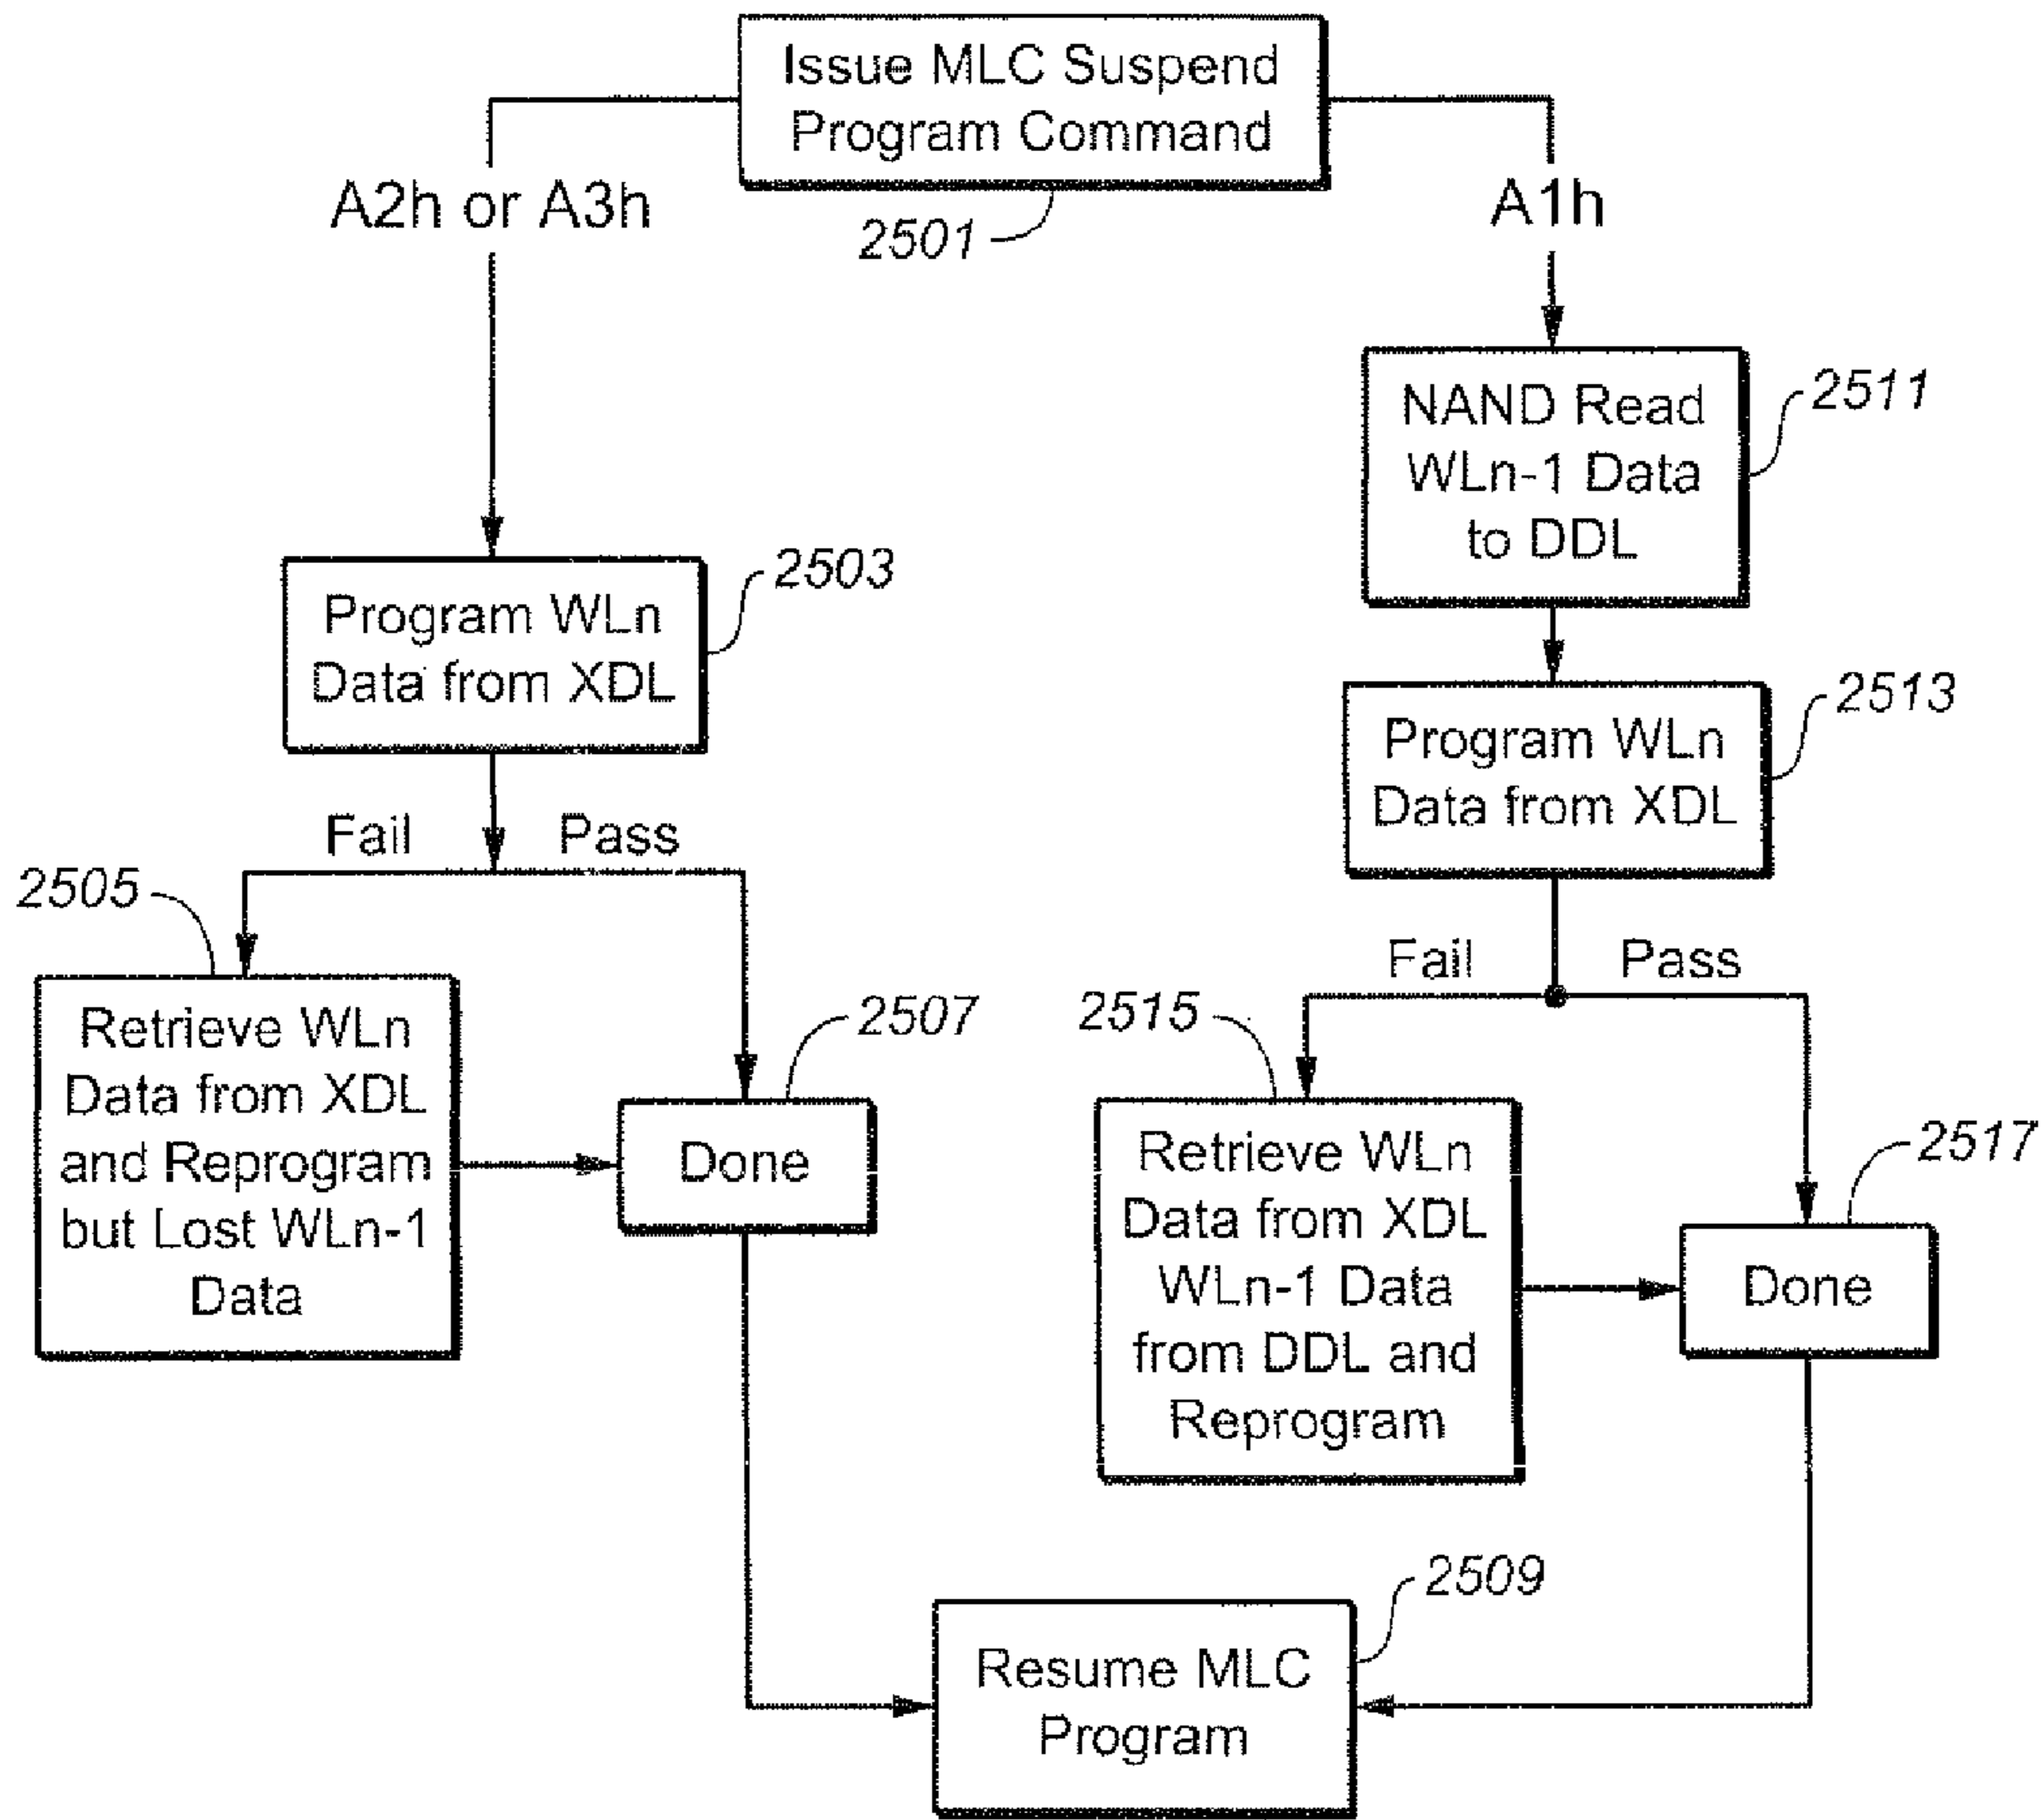 Issue MLC Suspend
Program Command
2501
A2h or A3h
A1h
NAND Read
WLn-1 Data
to DDL
2511
2503
Program WLn
Data from XDL
2513
Program WLn
Data from XDL
Fail
Pass
2505
Retrieve WLn
Data from XDL
and Reprogram
but Lost WLn-1
Data
2507
Done
Fail
Pass
2515
Retrieve WLn
Data from XDL
WLn-1 Data
from DDL and
Reprogram
2517
Done
2509
Resume MLC
Program